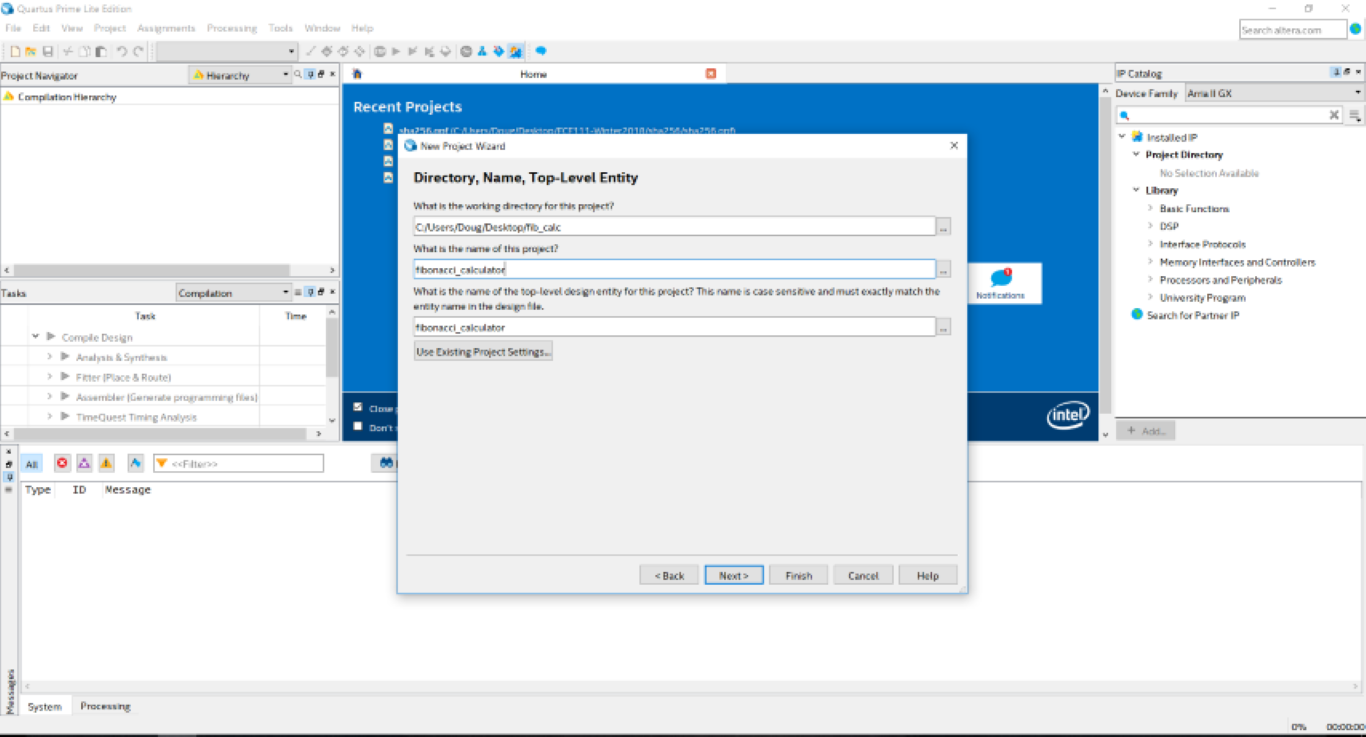 Quartus Prime Lite Edition
File Edit View Project Assignments Processing Tools Window Help
Search altera.com
Project Navigator
Hierarchy
Compilation Hierarchy
Home
Recent Projects
sha256.qpf (C:/Users/Doug/Desktop/ECE111-Winter2018/sha256/sha256.qpf)
IP Catalog
Device Family Arria II GX
Installed IP
Project Directory
No Selection Available
Library
Basic Functions
DSP
Interface Protocols
Memory Interfaces and Controllers
Processors and Peripherals
University Program
Search for Partner IP
+ Add...
New Project Wizard
Directory, Name, Top-Level Entity
What is the working directory for this project?
C:/Users/Doug/Desktop/fib_calc
...
What is the name of this project?
fibonacci_calculator
...
What is the name of the top-level design entity for this project? This name is case sensitive and must exactly match the
entity name in the design file.
fibonacci_calculator
...
Use Existing Project Settings...
< Back Next > Finish Cancel Help
Notifications
Tasks
Compilation
Task Time
Compile Design
Analysis & Synthesis
Fitter (Place & Route)
Assembler (Generate programming files)
TimeQuest Timing Analysis
Close
Don't
intel
All
<<Filter>>
Type ID Message
Messages
System Processing
0% 00:00:00